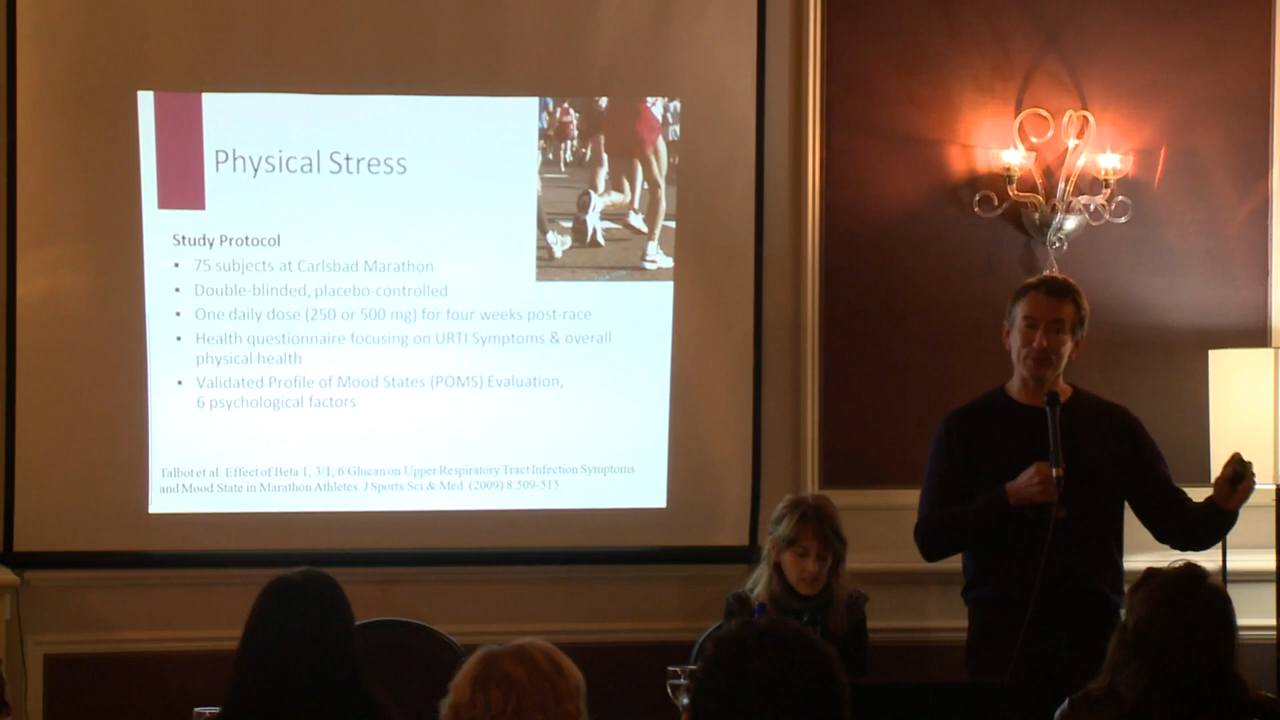 Physical Stress
Study Protocol
▪ 75 subjects at Carlsbad Marathon
▪ Double-blinded, placebo-controlled
▪ One daily dose (250 or 500 mg) for four weeks post-race
▪ Health questionnaire focusing on URTI Symptoms & overall
physical health
▪ Validated Profile of Mood States (POMS) Evaluation,
6 psychological factors
Talbot et al. Effect of Beta 1, 3/1, 6 Glucan on Upper Respiratory Tract Infection Symptoms
and Mood State in Marathon Athletes. J Sports Sci & Med. (2009) 8:509-515